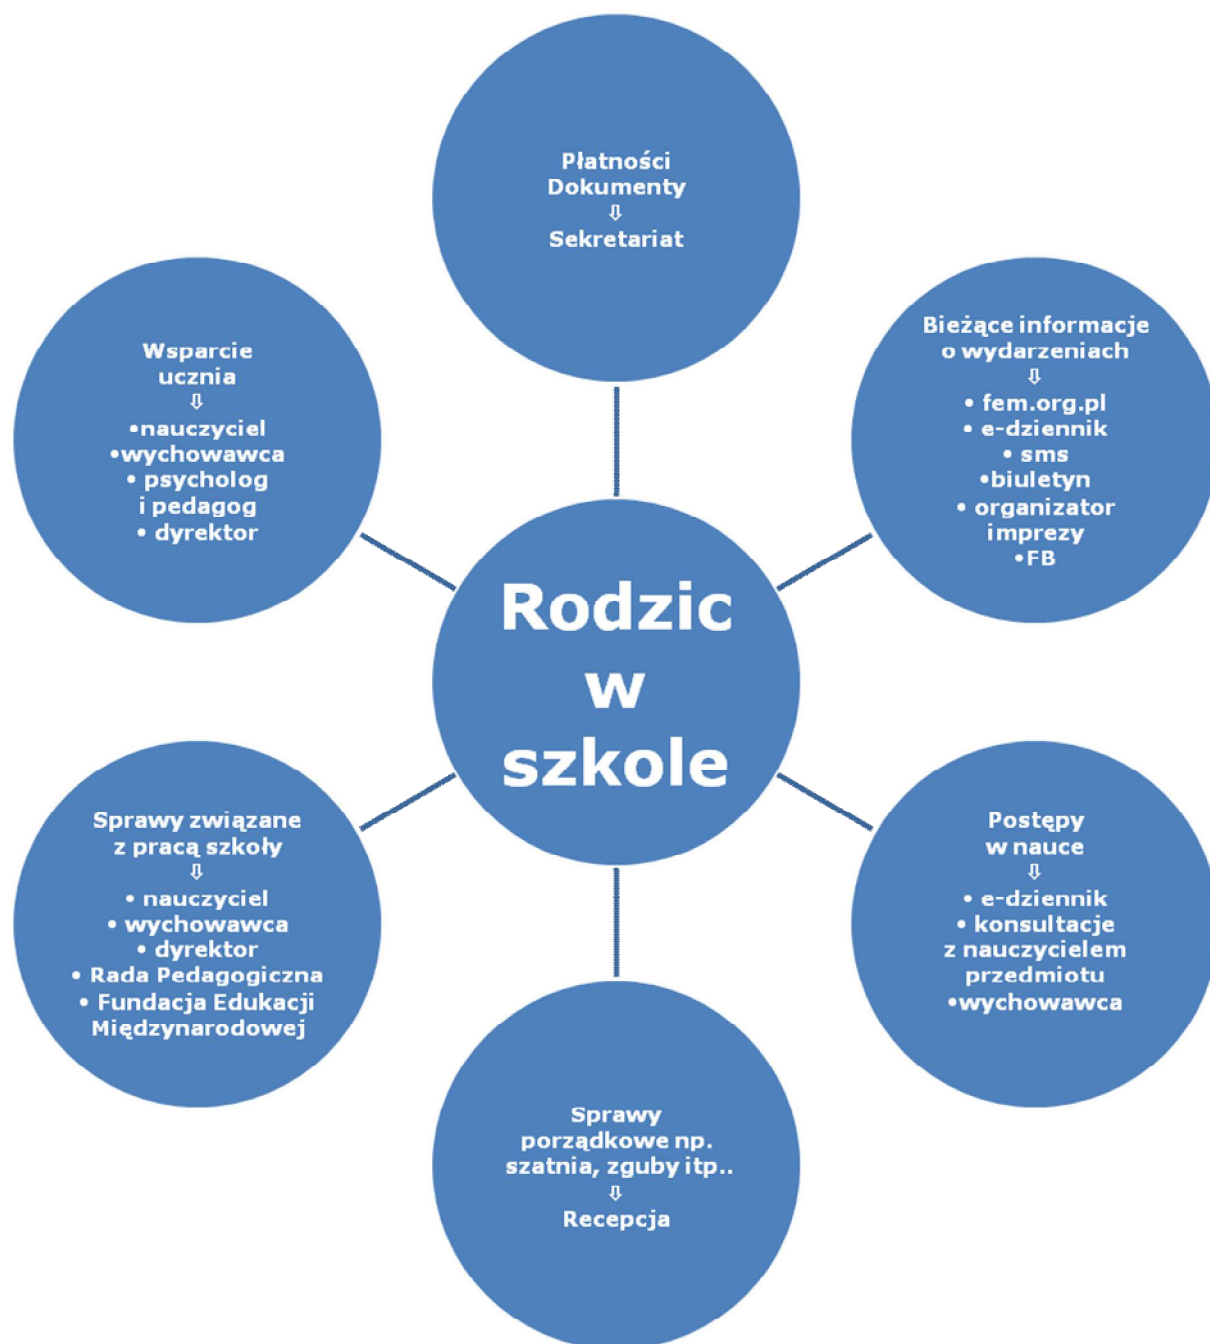 Płatności
Dokumenty
⇩
Sekretariat
Bieżące informacje
o wydarzeniach
⇩
• fem.org.pl
• e-dziennik
• sms
•biuletyn
• organizator
imprezy
•FB
Postępy
w nauce
⇩
• e-dziennik
• konsultacje
z nauczycielem
przedmiotu
•wychowawca
Sprawy
porządkowe np.
szatnia, zguby itp..
⇩
Recepcja
Sprawy związane
z pracą szkoły
⇩
• nauczyciel
• wychowawca
• dyrektor
• Rada Pedagogiczna
• Fundacja Edukacji
Międzynarodowej
Wsparcie
ucznia
⇩
•nauczyciel
•wychowawca
• psycholog
i pedagog
• dyrektor
Rodzic
w
szkole